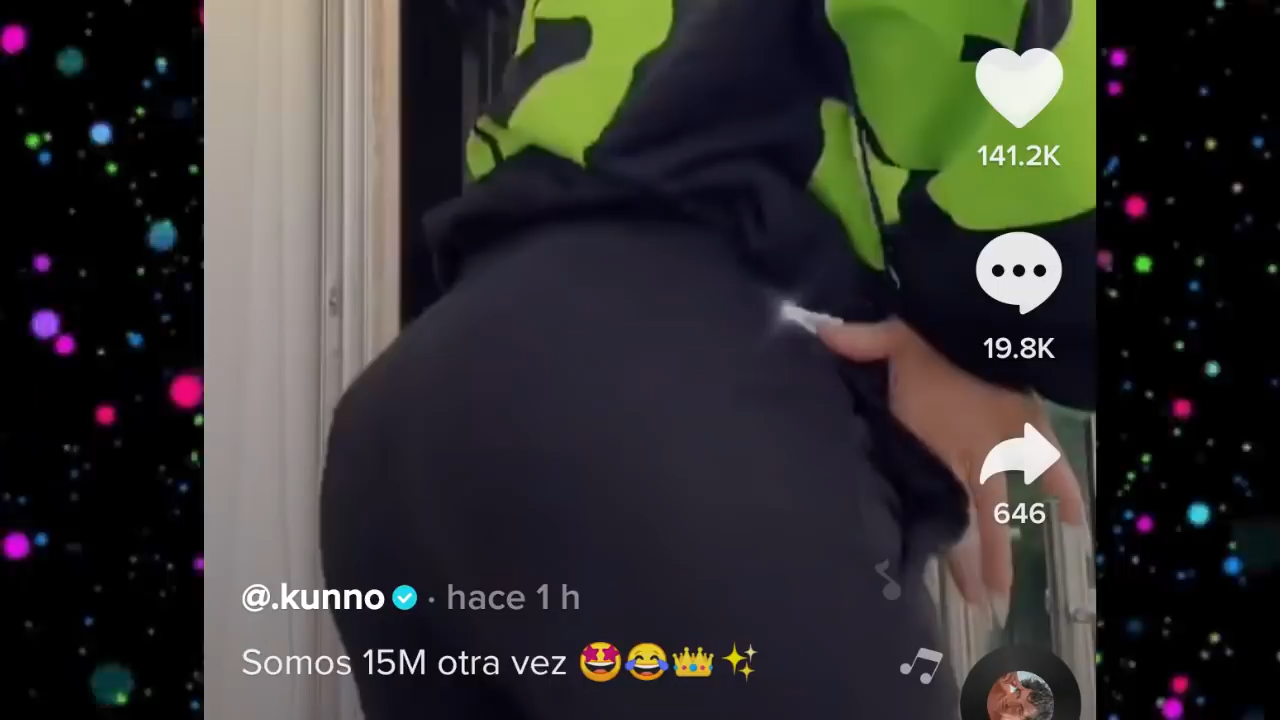 141.2K
19.8K
646
@.kunno · hace 1 h
Somos 15M otra vez 🤩😂👑✨